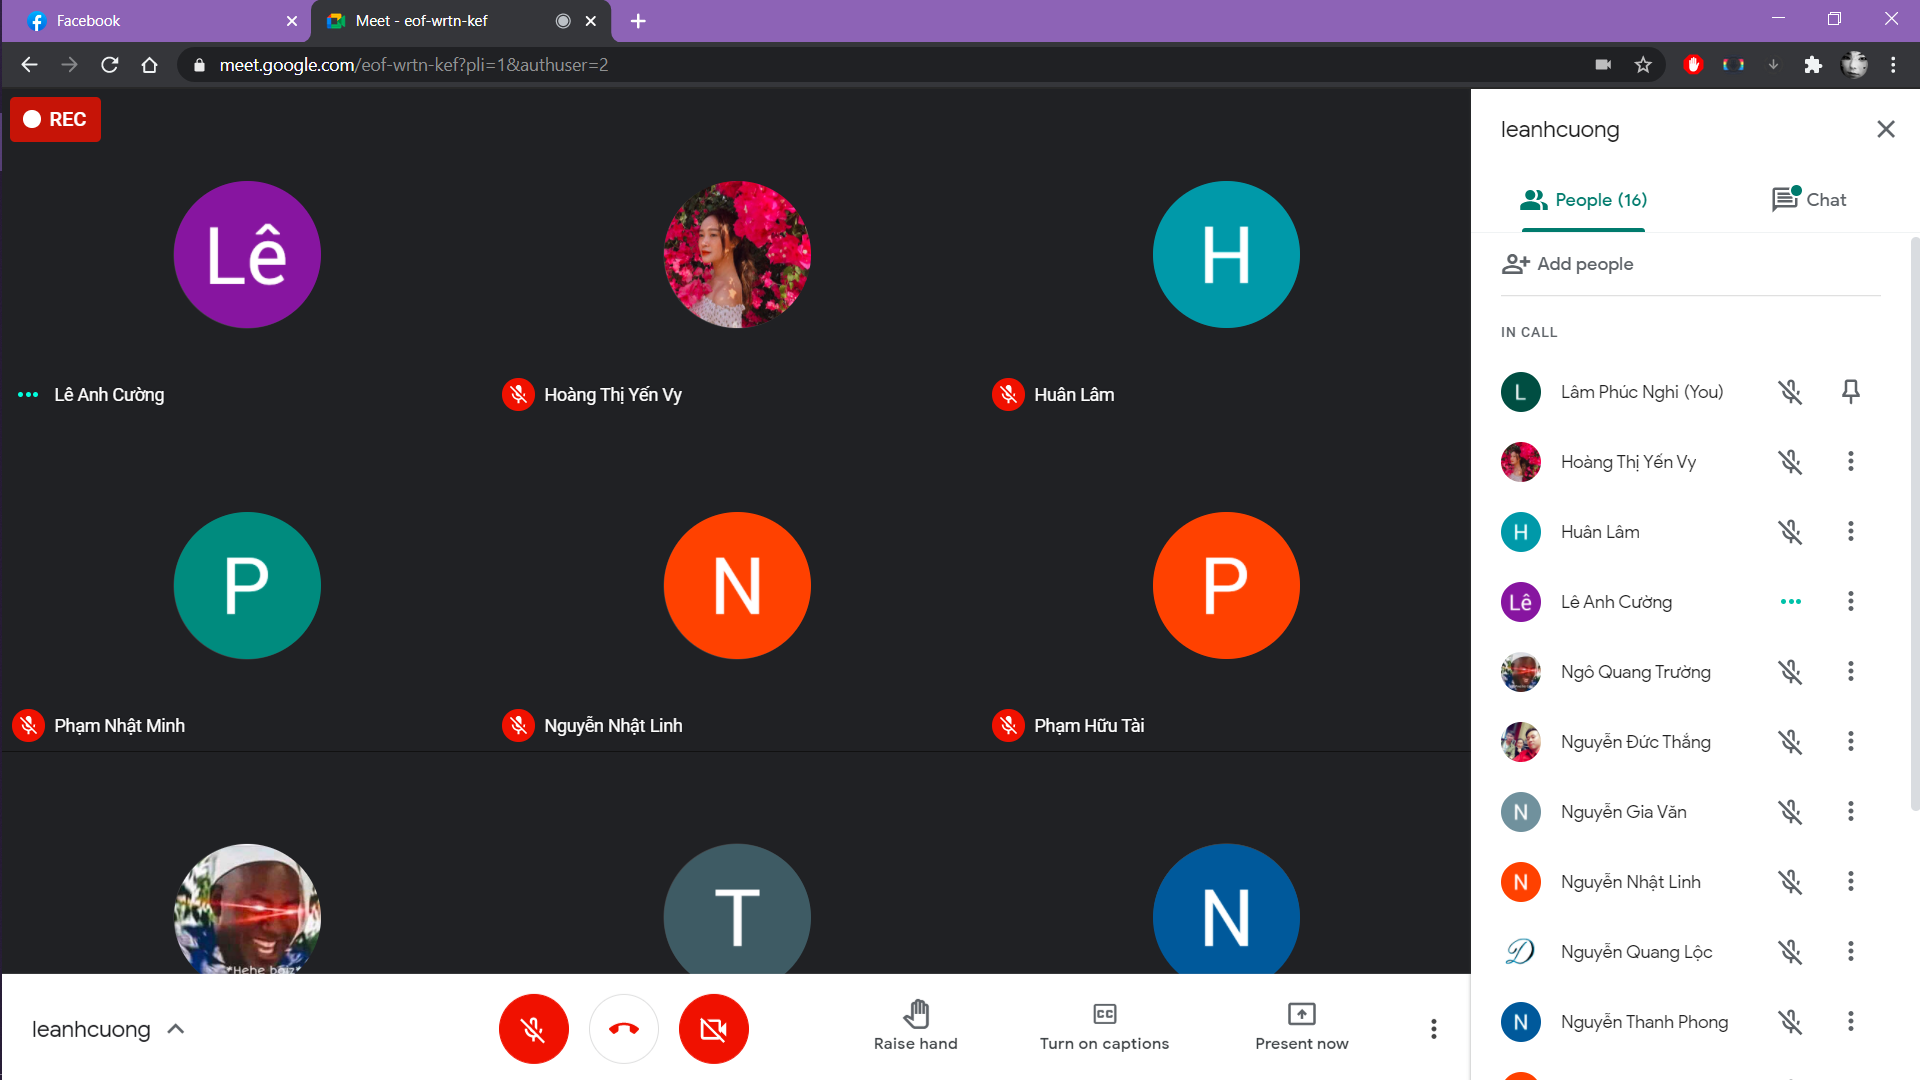 Facebook
Meet - eof-wrtn-kef
meet.google.com/eof-wrtn-kef?pli=1&authuser=2
REC
Lê
H
Lê Anh Cường
Hoàng Thị Yến Vy
Huân Lâm
P
N
P
Phạm Nhật Minh
Nguyễn Nhật Linh
Phạm Hữu Tài
*Hehe boiz*
T
N
leanhcuong
Raise hand
CC
Turn on captions
Present now
leanhcuong
People (16)
Chat
Add people
IN CALL
L Lâm Phúc Nghi (You)
Hoàng Thị Yến Vy
H Huân Lâm
Lê Lê Anh Cường
Ngô Quang Trường
Nguyễn Đức Thắng
N Nguyễn Gia Văn
N Nguyễn Nhật Linh
D Nguyễn Quang Lộc
N Nguyễn Thanh Phong